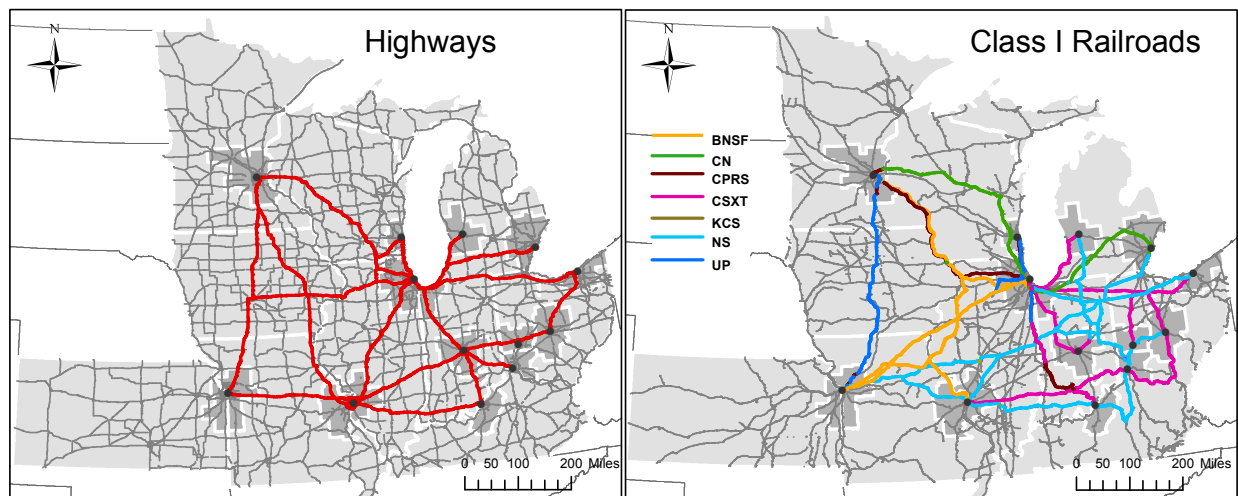 N
Highways
0 50 100 200 Miles
N
Class I Railroads
BNSF
CN
CPRS
CSXT
KCS
NS
UP
0 50 100 200 Miles